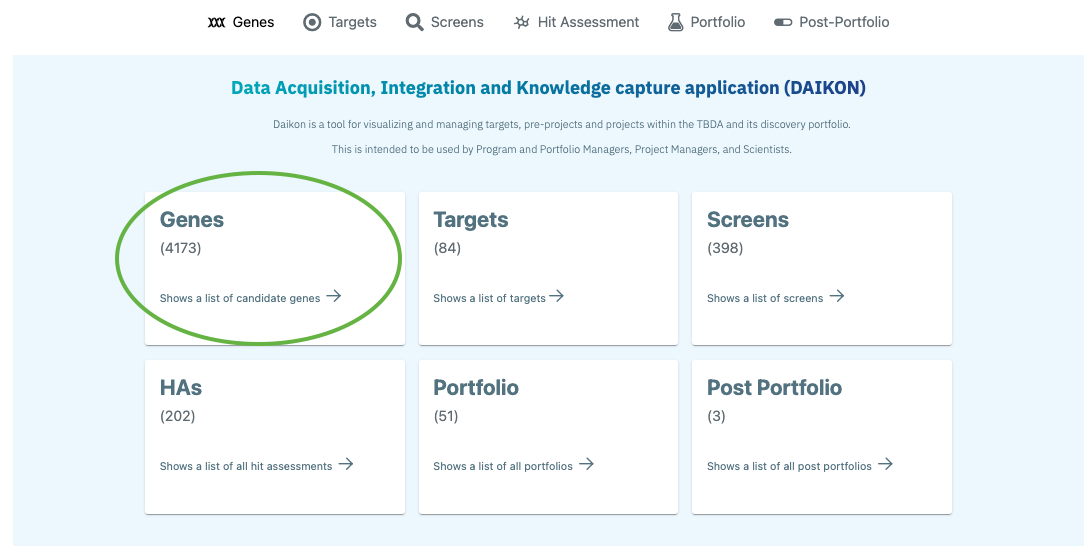 Genes Targets Screens Hit Assessment Portfolio Post-Portfolio
Data Acquisition, Integration and Knowledge capture application (DAIKON)
Daikon is a tool for visualizing and managing targets, pre-projects and projects within the TBDA and its discovery portfolio.
This is intended to be used by Program and Portfolio Managers, Project Managers, and Scientists.
Genes
(4173)
Shows a list of candidate genes
Targets
(84)
Shows a list of targets
Screens
(398)
Shows a list of screens
HAs
(202)
Shows a list of all hit assessments
Portfolio
(51)
Shows a list of all portfolios
Post Portfolio
(3)
Shows a list of all post portfolios